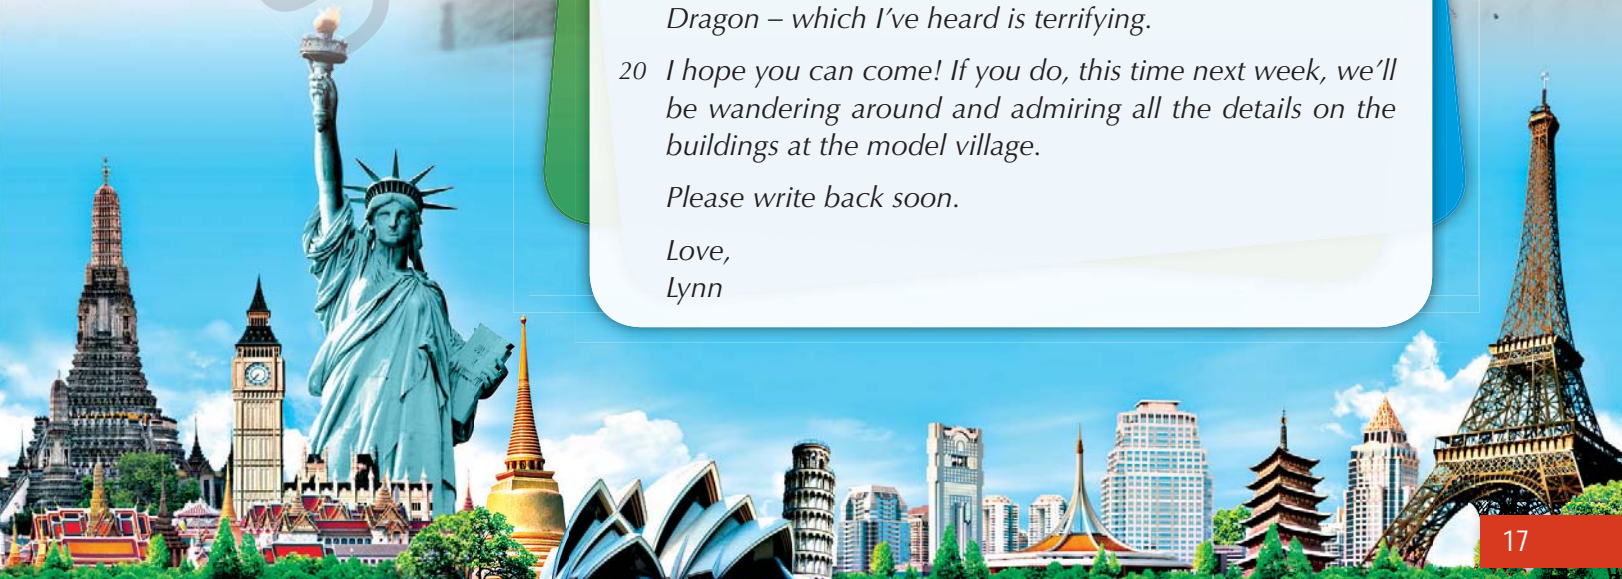 Dragon – which I've heard is terrifying.
20 I hope you can come! If you do, this time next week, we'll
be wandering around and admiring all the details on the
buildings at the model village.
Please write back soon.
Love,
Lynn
17